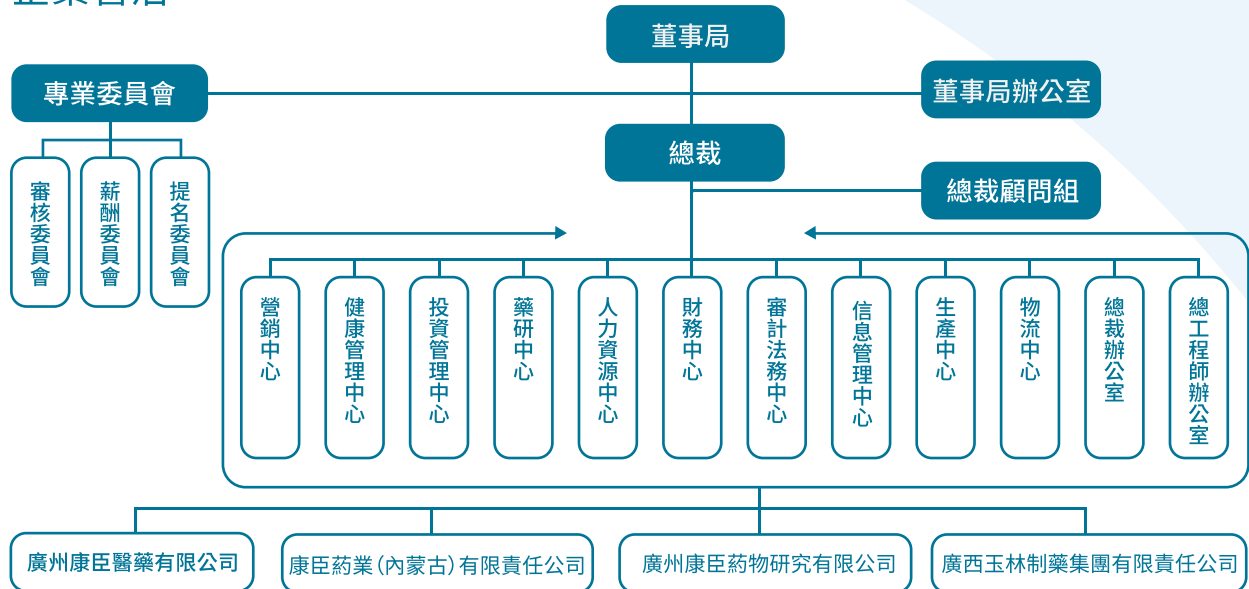 企業管治
董事局
專業委員會
董事局辦公室
總裁
總裁顧問組
審核委員會
薪酬委員會
提名委員會
營銷中心
健康管理中心
投資管理中心
藥研中心
人力資源中心
財務中心
審計法務中心
信息管理中心
生產中心
物流中心
總裁辦公室
總工程師辦公室
廣州康臣醫藥有限公司
康臣葯業(內蒙古)有限責任公司
廣州康臣葯物研究有限公司
廣西玉林制藥集團有限責任公司